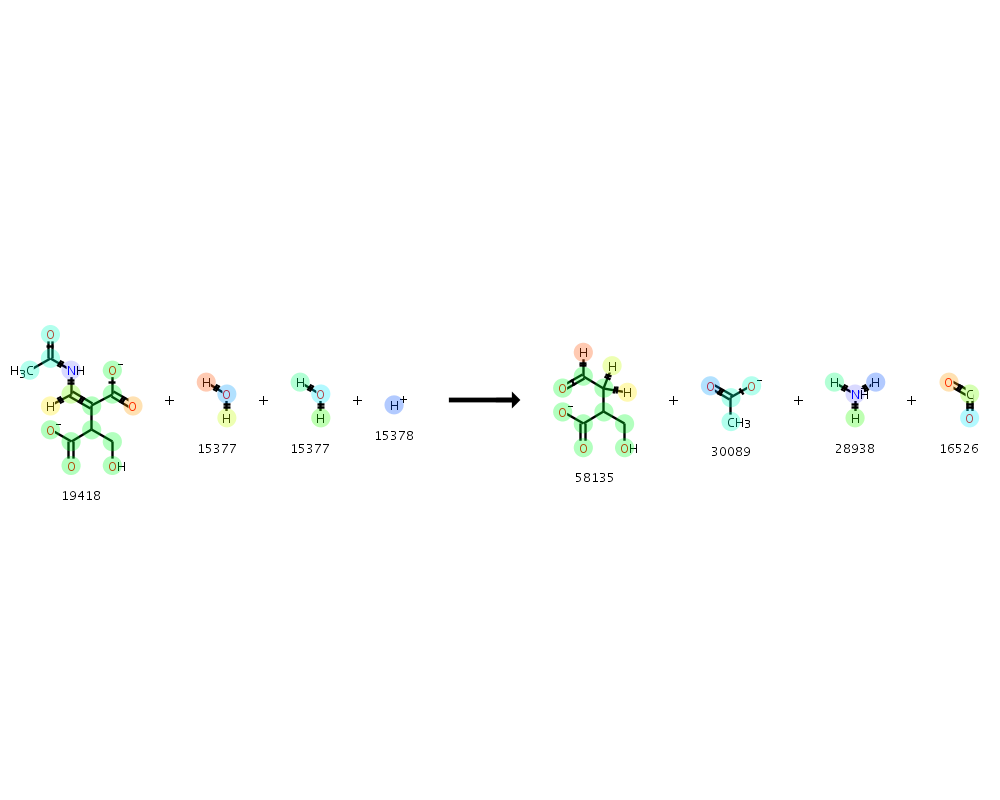 O
H₃C NH O⁻ H O O⁻ O OH
19418
+
H O H
15377
+
H O H
15377
+
H⁺
15378
H H H O O⁻ O OH
58135
+
O O⁻ CH₃
30089
+
H H NH H
28938
+
O C O
16526